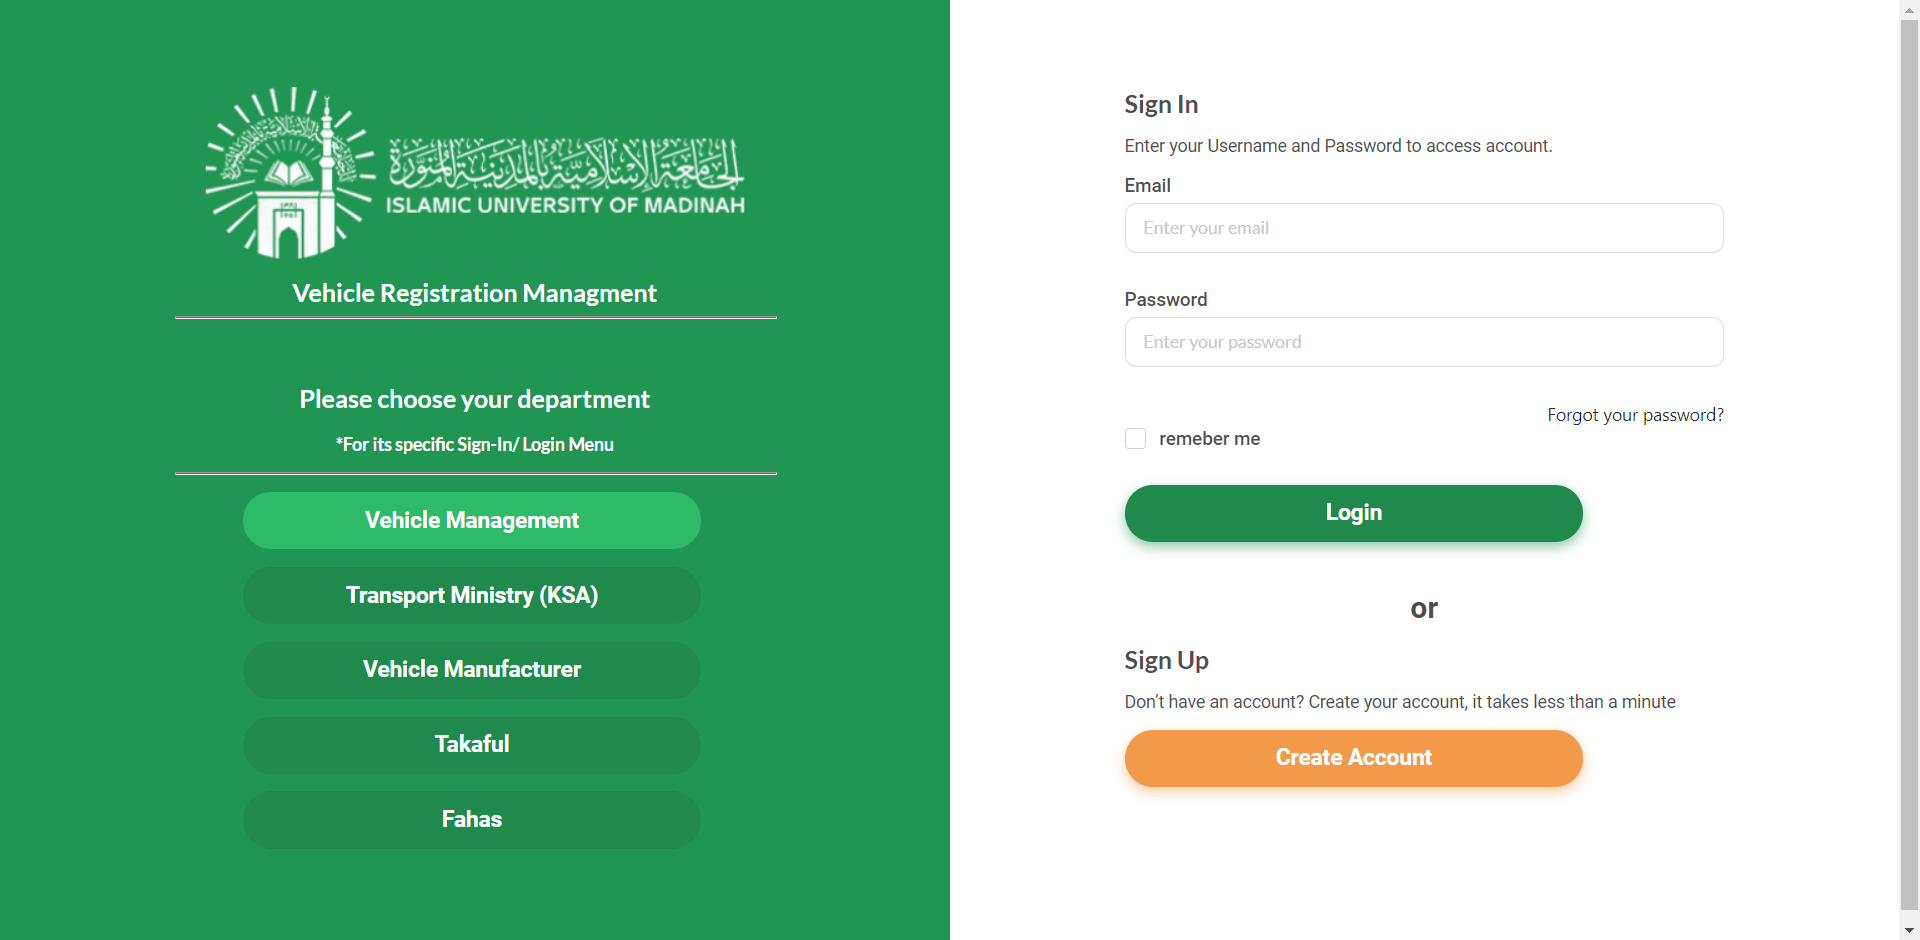 الجامعة الإسلامية بالمدينة المنورة
ISLAMIC UNIVERSITY OF MADINAH
Vehicle Registration Managment
Please choose your department
*For its specific Sign-In/ Login Menu
Vehicle Management
Transport Ministry (KSA)
Vehicle Manufacturer
Takaful
Fahas
Sign In
Enter your Username and Password to access account.
Email
Enter your email
Password
Enter your password
Forgot your password?
remeber me
Login
or
Sign Up
Don’t have an account? Create your account, it takes less than a minute
Create Account